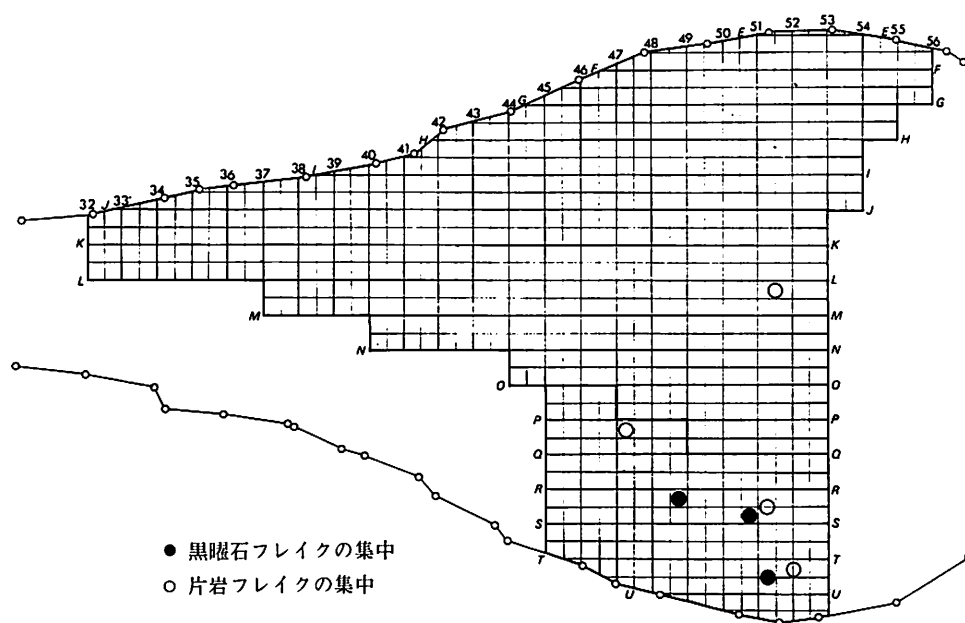 53
51 52 E 54
50 E 55
48 49 56
47 F
46 F G
45
44 G H
43
42
H
41 I
40
39
38 I
37
36 J
35
34
33
32 J
K K
L L
M M
N N
O O
P P
Q Q
R R
S S
T T
U U
● 黒曜石フレイクの集中
○ 片岩フレイクの集中